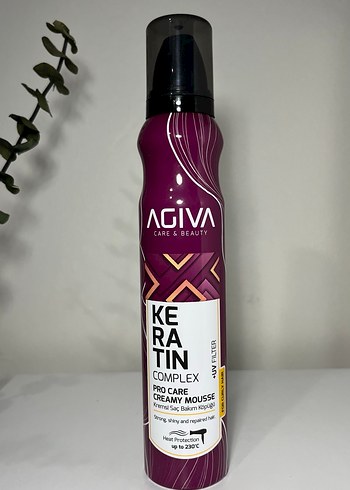 AGIVA
CARE & BEAUTY
KE
RA
TIN
COMPLEX
+UV FILTER
PRO CARE
CREAMY MOUSSE
Kremsi Saç Bakım Köpüğü
Strong, shiny and repaired hair
Heat Protection
up to 230°C